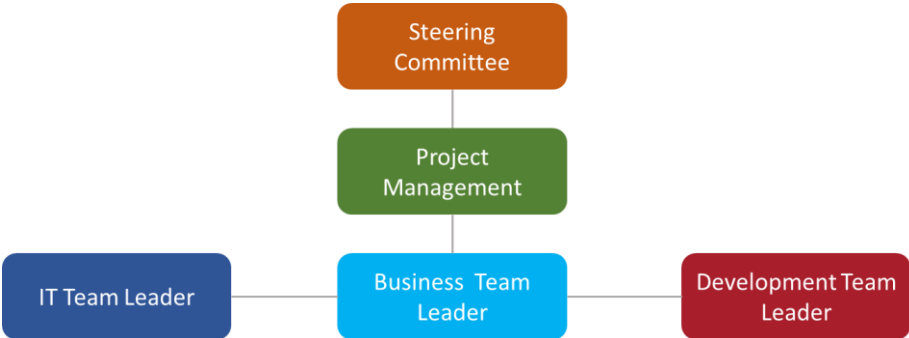 Steering
Committee
Project
Management
IT Team Leader
Business Team
Leader
Development Team
Leader